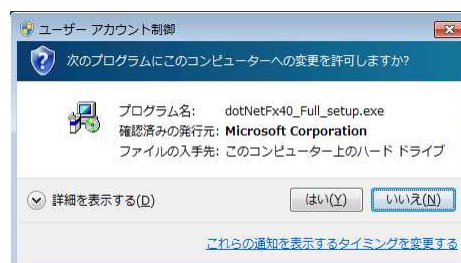 ユーザー アカウント制御
次のプログラムにこのコンピューターへの変更を許可しますか?
プログラム名: dotNetFx40_Full_setup.exe
確認済みの発行元: Microsoft Corporation
ファイルの入手先: このコンピューター上のハード ドライブ
詳細を表示する(D)
はい(Y)
いいえ(N)
これらの通知を表示するタイミングを変更する